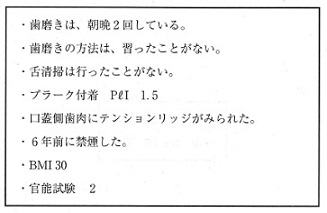 ・歯磨きは、朝晩２回している。
・歯磨きの方法は、習ったことがない。
・舌清掃は行ったことがない。
・プラーク付着　PℓI　1.5
・口蓋側歯肉にテンションリッジがみられた。
・６年前に禁煙した。
・BMI 30
・官能試験　２